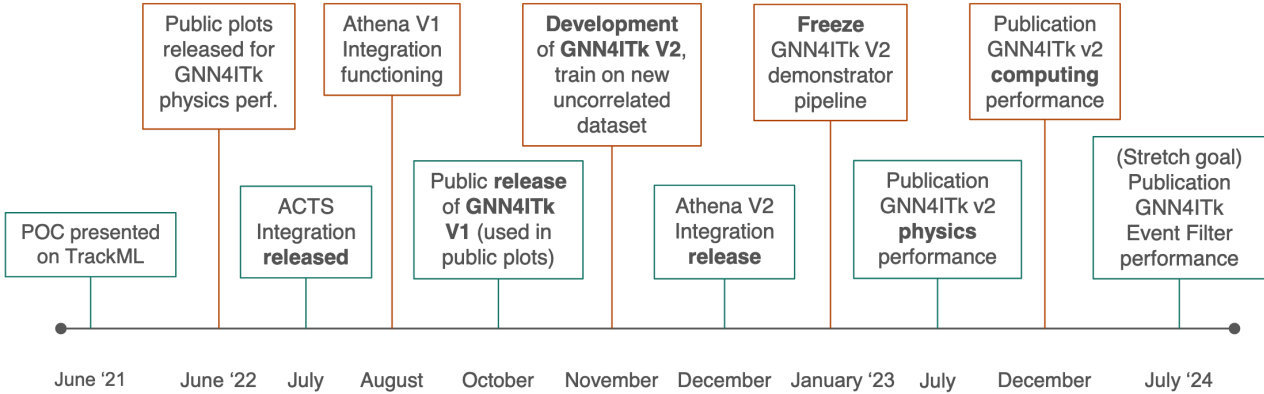 POC presented
on TrackML
Public plots
released for
GNN4ITk
physics perf.
ACTS
Integration
released
Athena V1
Integration
functioning
Public release
of GNN4ITk
V1 (used in
public plots)
Development
of GNN4ITk V2,
train on new
uncorrelated
dataset
Athena V2
Integration
release
Freeze
GNN4ITk V2
demonstrator
pipeline
Publication
GNN4ITk v2
physics
performance
Publication
GNN4ITk v2
computing
performance
(Stretch goal)
Publication
GNN4ITk
Event Filter
performance
June ‘21
June ‘22
July
August
October
November
December
January ‘23
July
December
July ‘24